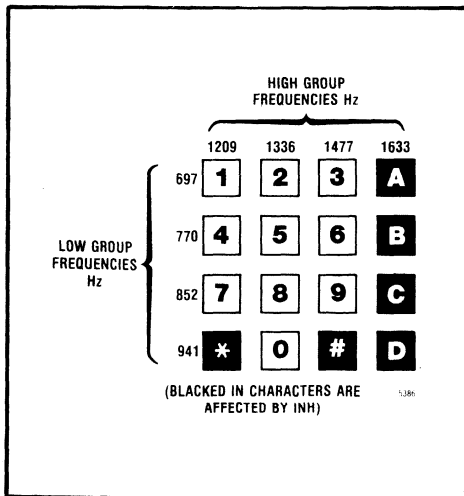 HIGH GROUP
FREQUENCIES Hz
1209 1336 1477 1633
697 1 2 3 A
770 4 5 6 B
LOW GROUP
FREQUENCIES
Hz
852 7 8 9 C
941 * 0 # D
(BLACKED IN CHARACTERS ARE
AFFECTED BY INH)
5386